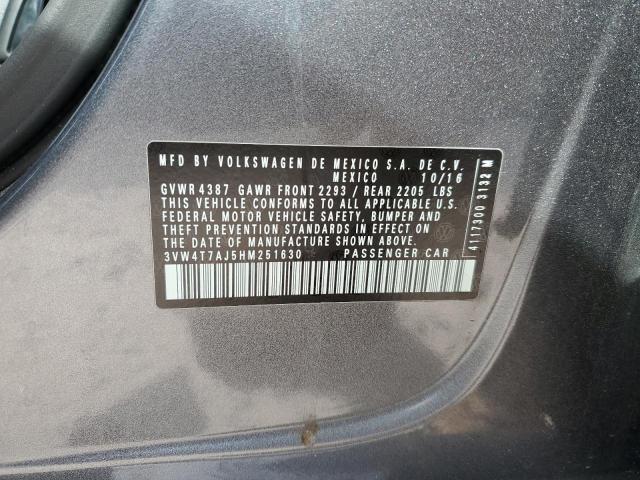 MFD BY VOLKSWAGEN DE MEXICO S.A. DE C.V.
MEXICO 10/16
GVWR 4387 GAWR FRONT 2293 / REAR 2205 LBS
THIS VEHICLE CONFORMS TO ALL APPLICABLE U.S.
FEDERAL MOTOR VEHICLE SAFETY, BUMPER AND
THEFT PREVENTION STANDARDS IN EFFECT ON
THE DATE OF MANUFACTURE SHOWN ABOVE.
3VW4T7AJ5HM251630 PASSENGER CAR
4117300 3132 M